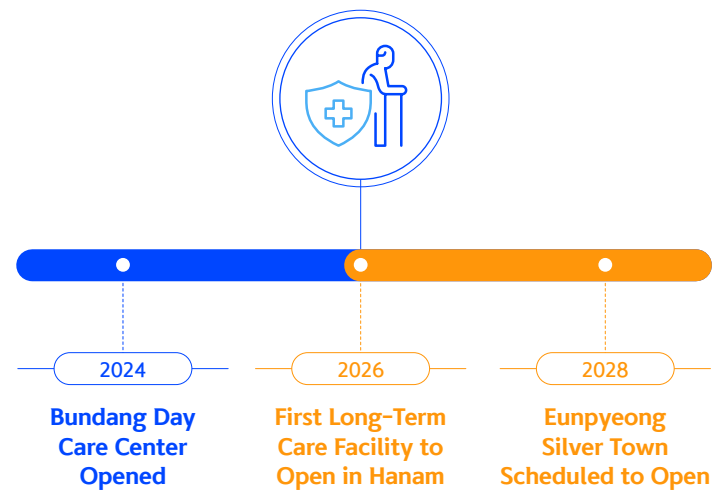 2024
Bundang Day
Care Center
Opened
2026
First Long-Term
Care Facility to
Open in Hanam
2028
Eunpyeong
Silver Town
Scheduled to Open